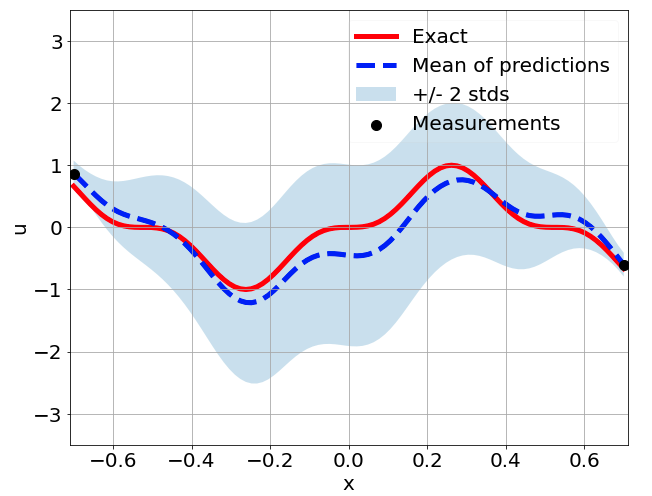 Exact
Mean of predictions
+/- 2 stds
Measurements
3
2
1
0
−1
−2
−3
u
−0.6 −0.4 −0.2 0.0 0.2 0.4 0.6
x